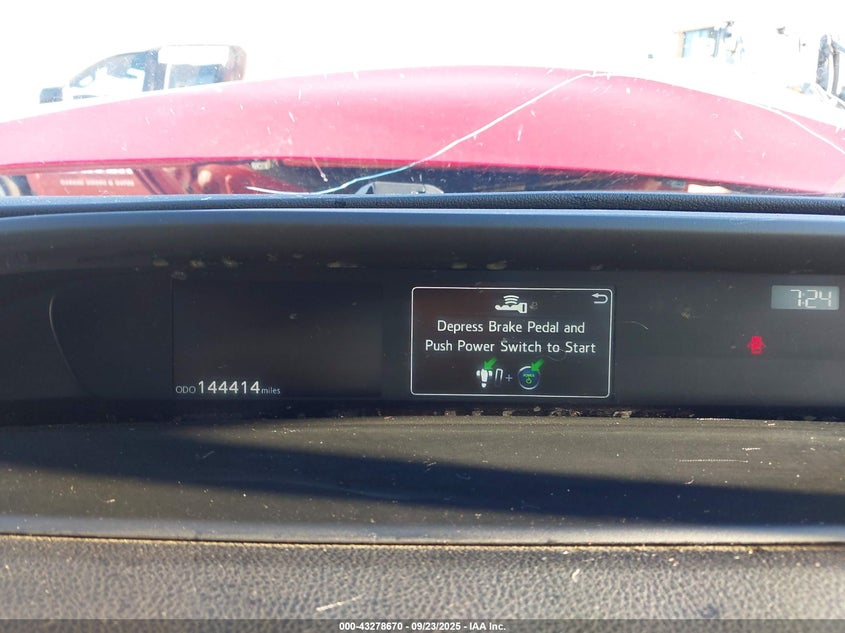 7:24
Depress Brake Pedal and
Push Power Switch to Start
+
POWER
ODO 144414 miles
000-43278670 • 09/23/2025 • IAA Inc.